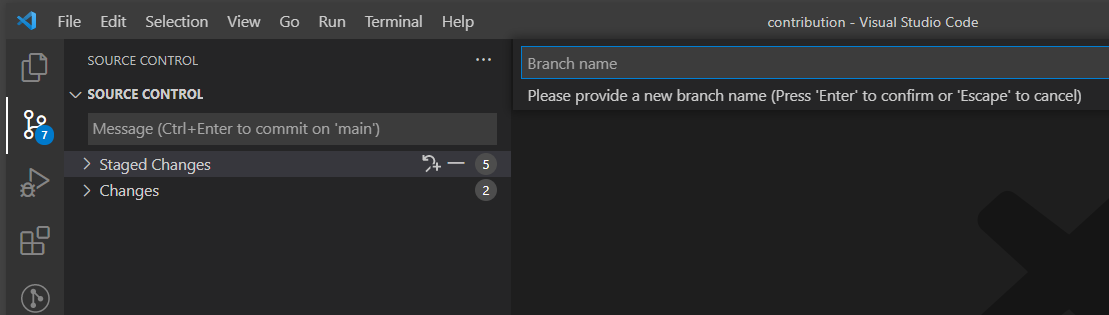 File Edit Selection View Go Run Terminal Help contribution - Visual Studio Code
SOURCE CONTROL ···
SOURCE CONTROL
Message (Ctrl+Enter to commit on 'main')
Staged Changes 5
Changes 2
7
Branch name
Please provide a new branch name (Press 'Enter' to confirm or 'Escape' to cancel)